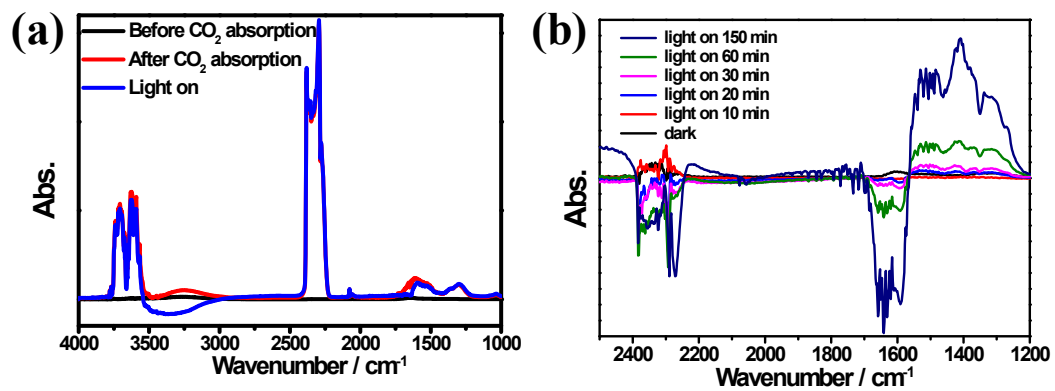 (a)
Before CO₂ absorption
After CO₂ absorption
Light on
Abs.
4000 3500 3000 2500 2000 1500 1000
Wavenumber / cm⁻¹
(b)
light on 150 min
light on 60 min
light on 30 min
light on 20 min
light on 10 min
dark
Abs.
2400 2200 2000 1800 1600 1400 1200
Wavenumber / cm⁻¹